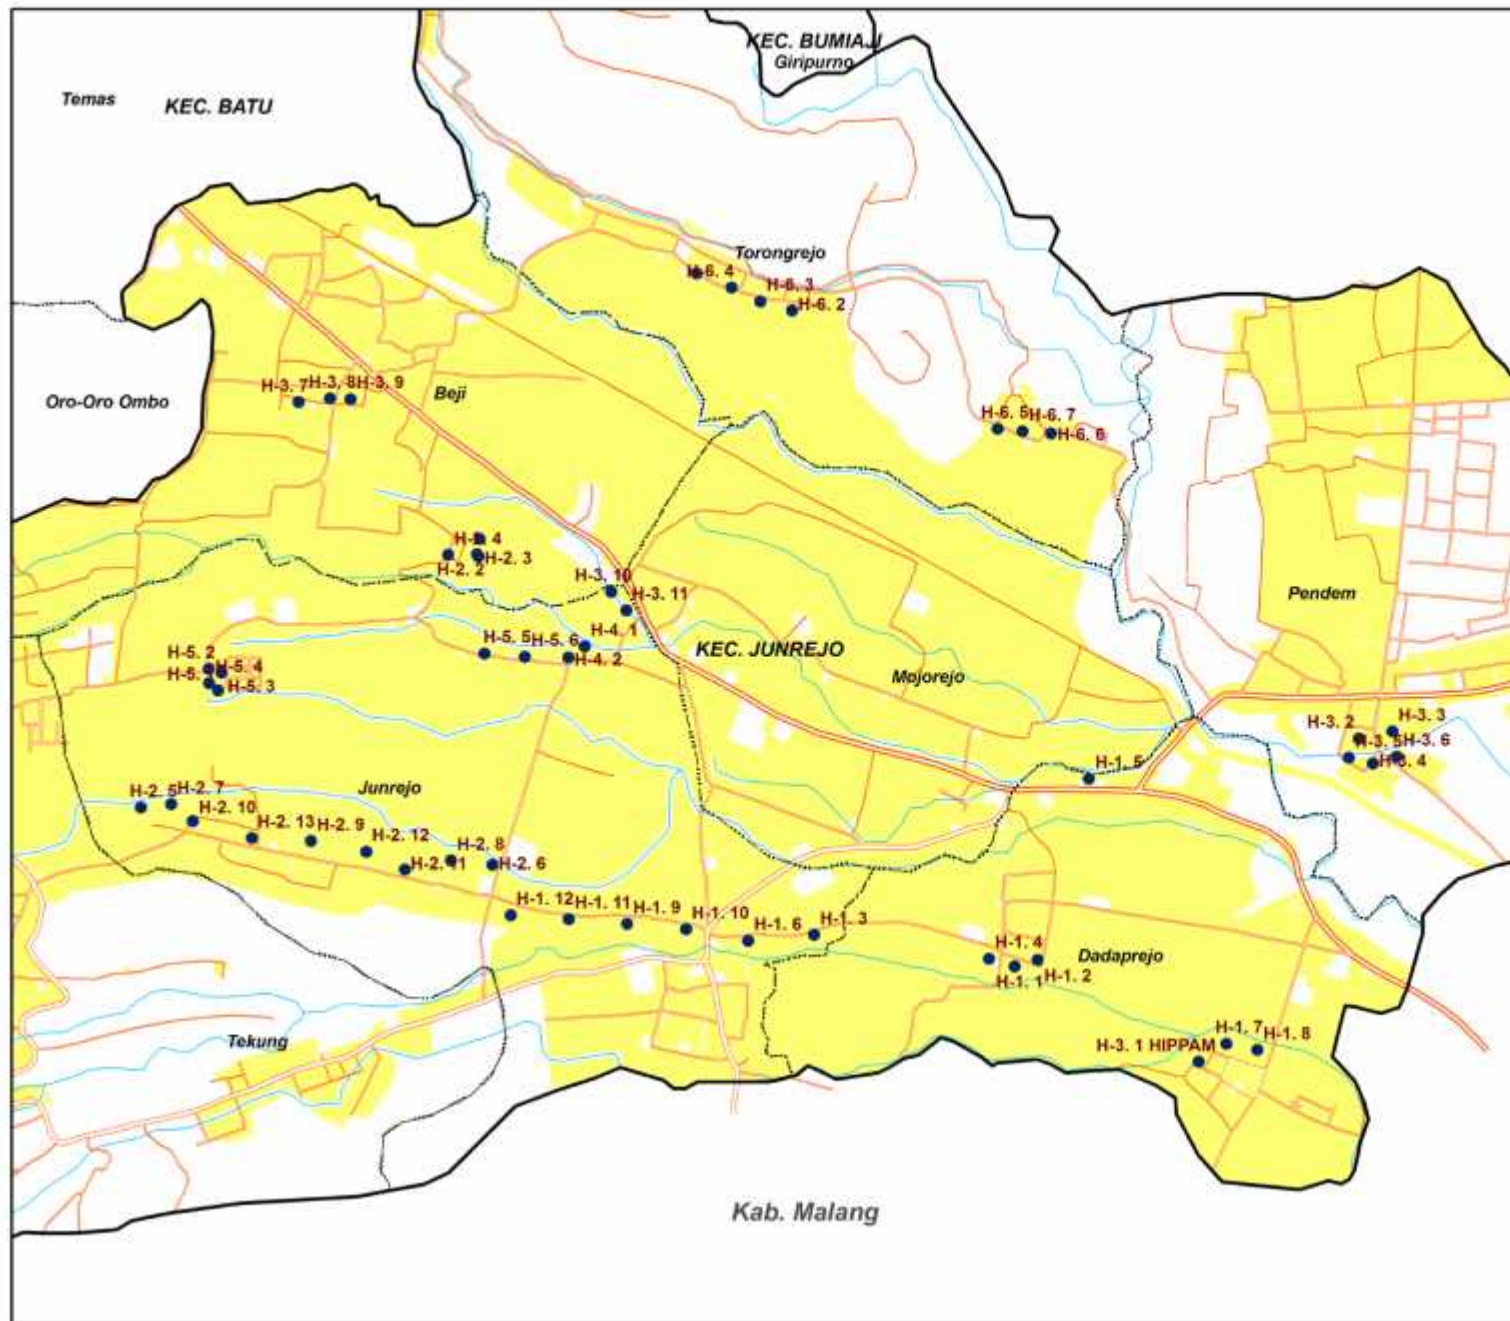 KEC. BUMIAJI
Giripurno
Temas
KEC. BATU
Torongrejo
H-6. 4
H-6. 3
H-6. 2
Oro-Oro Ombo
H-3. 7
H-3. 8
H-3. 9
Beji
H-6. 5
H-6. 7
H-6. 6
H-2. 2
H-2. 3
H-3. 10
H-3. 11
Pendem
H-4. 1
H-5. 5
H-5. 6
H-4. 2
KEC. JUNREJO
H-5. 2
H-5. 4
H-5. 3
Mojorejo
H-3. 3
H-3. 2
H-3. 5
H-3. 6
H-3. 4
H-1. 5
Junrejo
H-2. 5
H-2. 7
H-2. 10
H-2. 13
H-2. 9
H-2. 12
H-2. 11
H-2. 8
H-2. 6
H-1. 12
H-1. 11
H-1. 9
H-1. 10
H-1. 6
H-1. 3
H-1. 4
H-1. 1
H-1. 2
Dadaprejo
Tekung
H-1. 7
H-1. 8
H-3. 1 HIPPAM
Kab. Malang